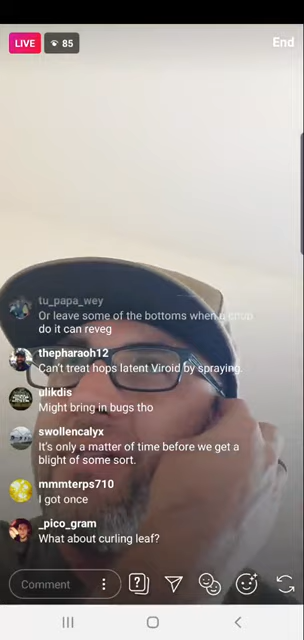 LIVE
85
End
tu_papa_wey
Or leave some of the bottoms when u chop
do it can reveg
thepharaoh12
Can't treat hops latent Viroid by spraying.
ulikdis
Might bring in bugs tho
swollencalyx
It's only a matter of time before we get a
blight of some sort.
mmmterps710
I got once
_pico_gram
What about curling leaf?
Comment